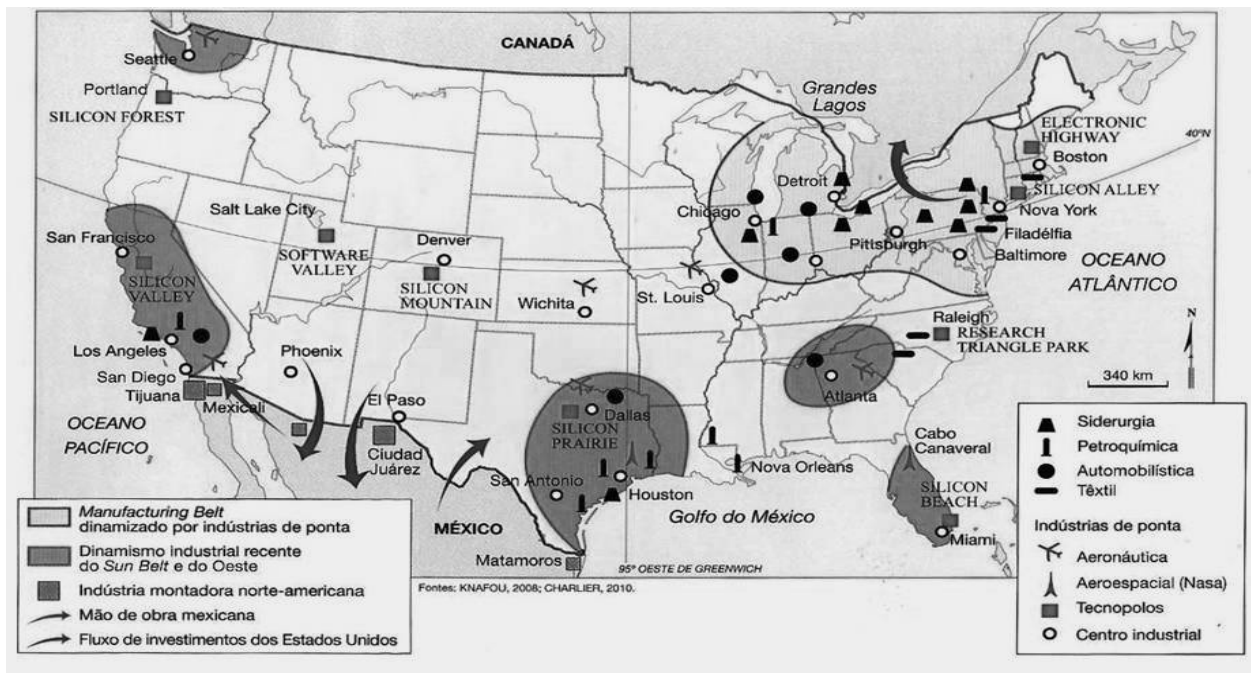 CANADÁ
Seattle
Portland
SILICON FOREST
Grandes
Lagos
ELECTRONIC
HIGHWAY
40°N
Boston
SILICON ALLEY
Nova York
Filadélfia
Baltimore
Detroit
Chicago
Pittsburgh
OCEANO
ATLÂNTICO
Salt Lake City
SOFTWARE
VALLEY
Denver
SILICON
MOUNTAIN
San Francisco
SILICON
VALLEY
Wichita
St. Louis
Raleigh
RESEARCH
TRIANGLE PARK
N
340 km
Los Angeles
San Diego
Tijuana
Mexicali
Phoenix
El Paso
Ciudad
Juárez
OCEANO
PACÍFICO
Dallas
SILICON
PRAIRIE
Atlanta
San Antonio
Houston
Nova Orleans
Cabo
Canaveral
SILICON
BEACH
Miami
MÉXICO
Golfo do México
Matamoros
95º OESTE DE GREENWICH
Fontes: KNAFOU, 2008; CHARLIER, 2010.
Manufacturing Belt
dinamizado por indústrias de ponta
Dinamismo industrial recente
do Sun Belt e do Oeste
Indústria montadora norte-americana
Mão de obra mexicana
Fluxo de investimentos dos Estados Unidos
Siderurgia
Petroquímica
Automobilística
Têxtil
Indústrias de ponta
Aeronáutica
Aeroespacial (Nasa)
Tecnopolos
Centro industrial